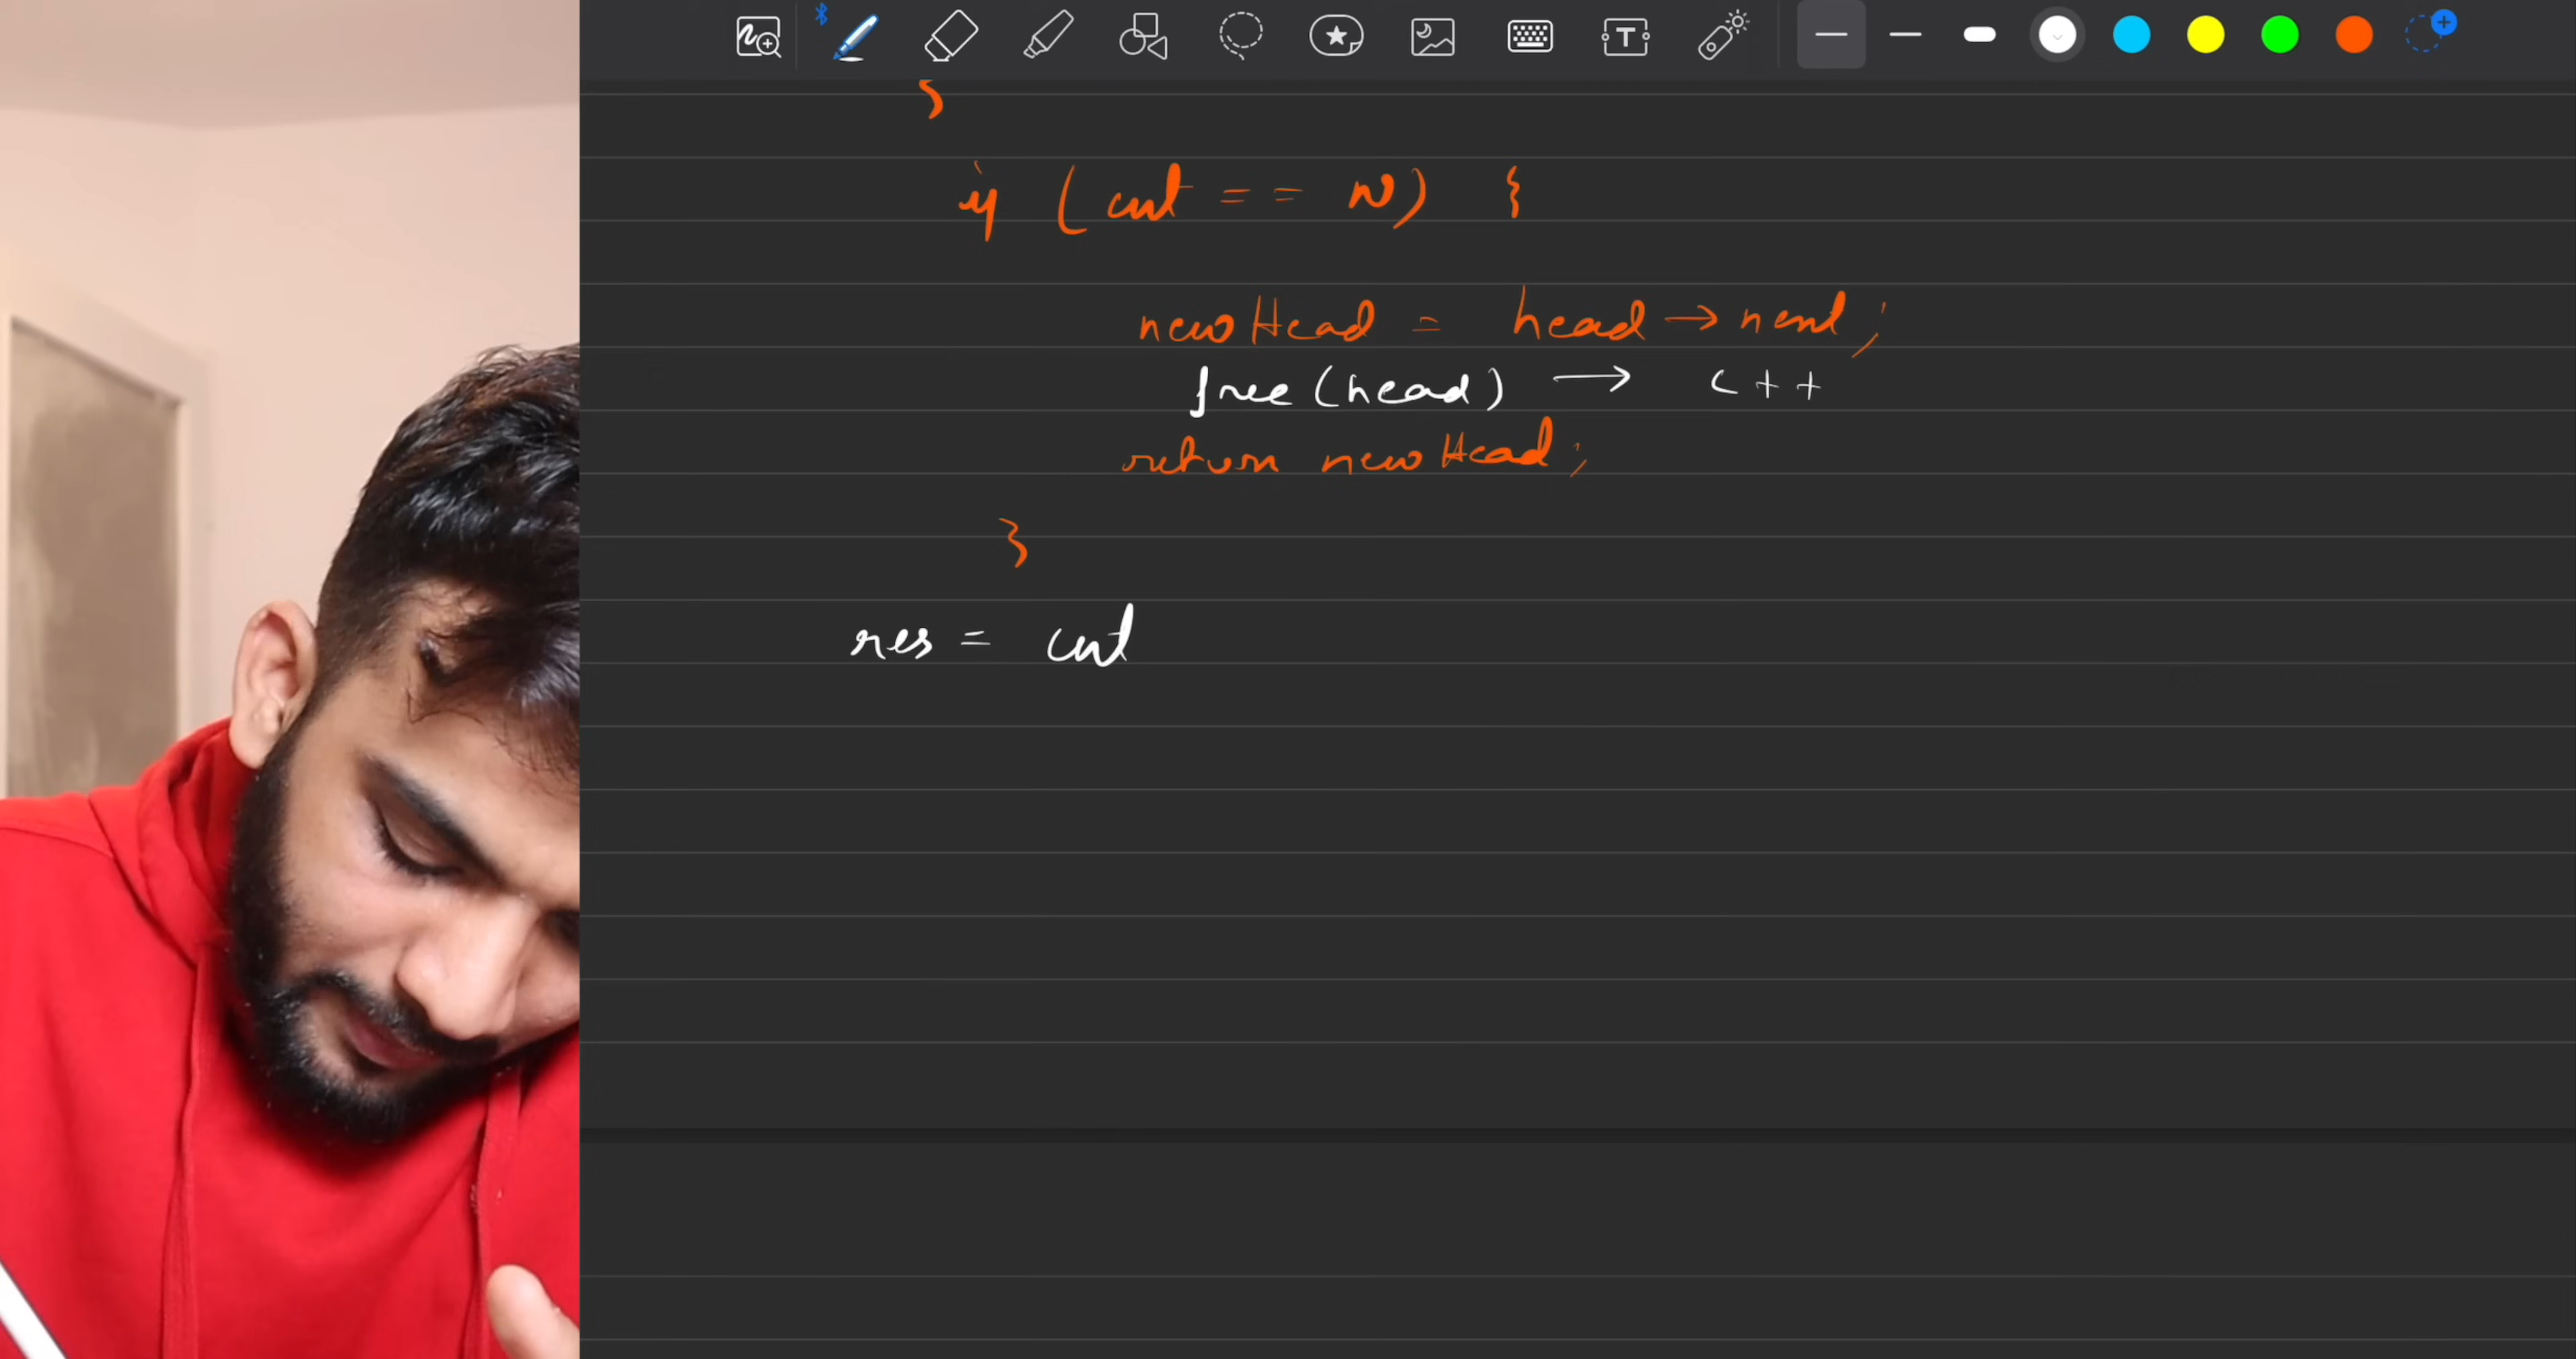 }
if (cnt == N) {
newHead = head → next;
free (head) → C++
return newHead;
}
res = cnt